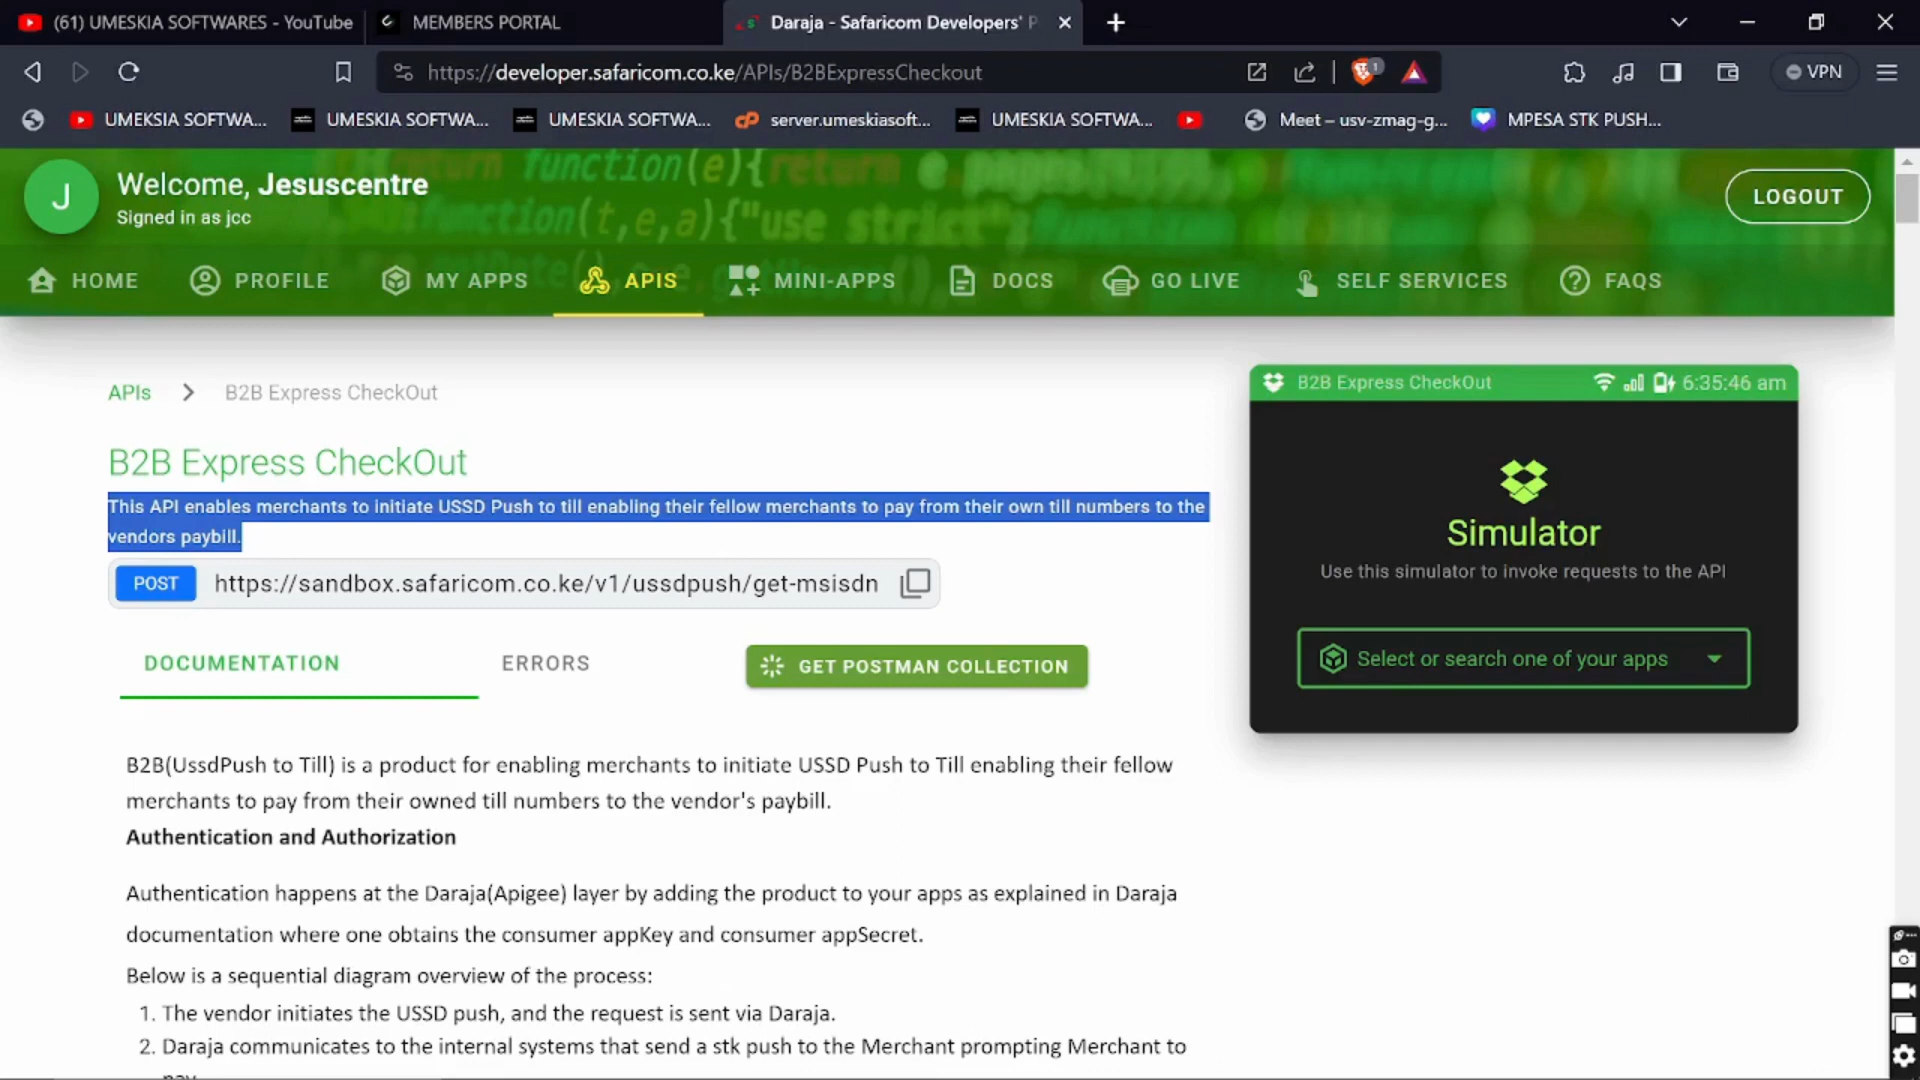 (61) UMESKIA SOFTWARES - YouTube
MEMBERS PORTAL
Daraja - Safaricom Developers' P
https://developer.safaricom.co.ke/APIs/B2BExpressCheckout
1
VPN
UMEKSIA SOFTWA...
UMESKIA SOFTWA...
UMESKIA SOFTWA...
server.umeskiasoft...
UMESKIA SOFTWA...
Meet – usv-zmag-g...
MPESA STK PUSH...
J
Welcome, Jesuscentre
Signed in as jcc
return function(e){return e
function(t,e,a){"use strict";
LOGOUT
HOME
PROFILE
MY APPS
APIS
MINI-APPS
DOCS
GO LIVE
SELF SERVICES
FAQS
APIs
B2B Express CheckOut
B2B Express CheckOut
This API enables merchants to initiate USSD Push to till enabling their fellow merchants to pay from their own till numbers to the
vendors paybill.
POST https://sandbox.safaricom.co.ke/v1/ussdpush/get-msisdn
DOCUMENTATION
ERRORS
GET POSTMAN COLLECTION
B2B(UssdPush to Till) is a product for enabling merchants to initiate USSD Push to Till enabling their fellow
merchants to pay from their owned till numbers to the vendor's paybill.
Authentication and Authorization
Authentication happens at the Daraja(Apigee) layer by adding the product to your apps as explained in Daraja
documentation where one obtains the consumer appKey and consumer appSecret.
Below is a sequential diagram overview of the process:
1. The vendor initiates the USSD push, and the request is sent via Daraja.
2. Daraja communicates to the internal systems that send a stk push to the Merchant prompting Merchant to
pay
B2B Express CheckOut
6:35:46 am
Simulator
Use this simulator to invoke requests to the API
Select or search one of your apps